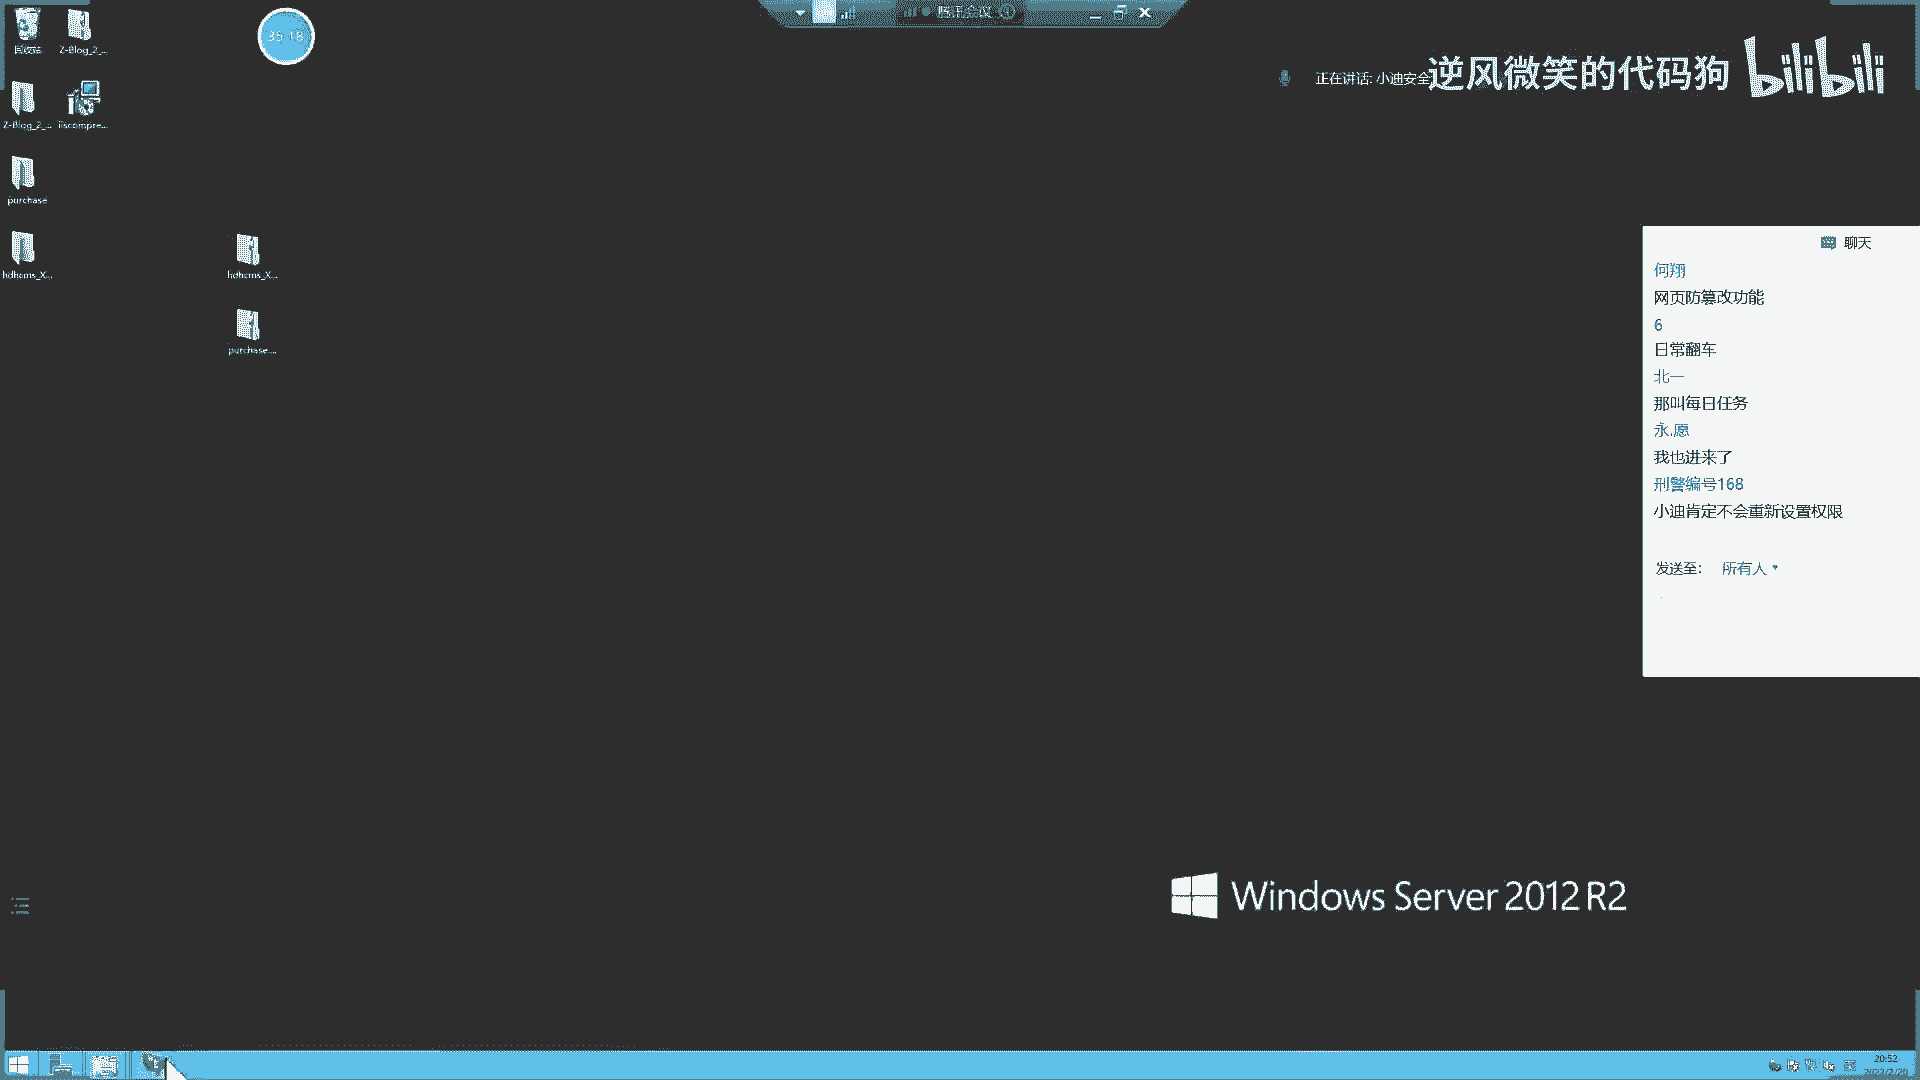 回收站
Z-Blog_2_...
Z-Blog_2_...
iiscompre...
purchase
hdhcms_X...
hdhcms_X...
purchase....
35:18
腾讯会议
正在讲话: 小迪安全
逆风微笑的代码狗
bilibili
聊天
何翔
网页防篡改功能
6
日常翻车
北一
那叫每日任务
永.愿
我也进来了
刑警编号168
小迪肯定不会重新设置权限
发送至:
所有人
Windows Server 2012 R2
20:52